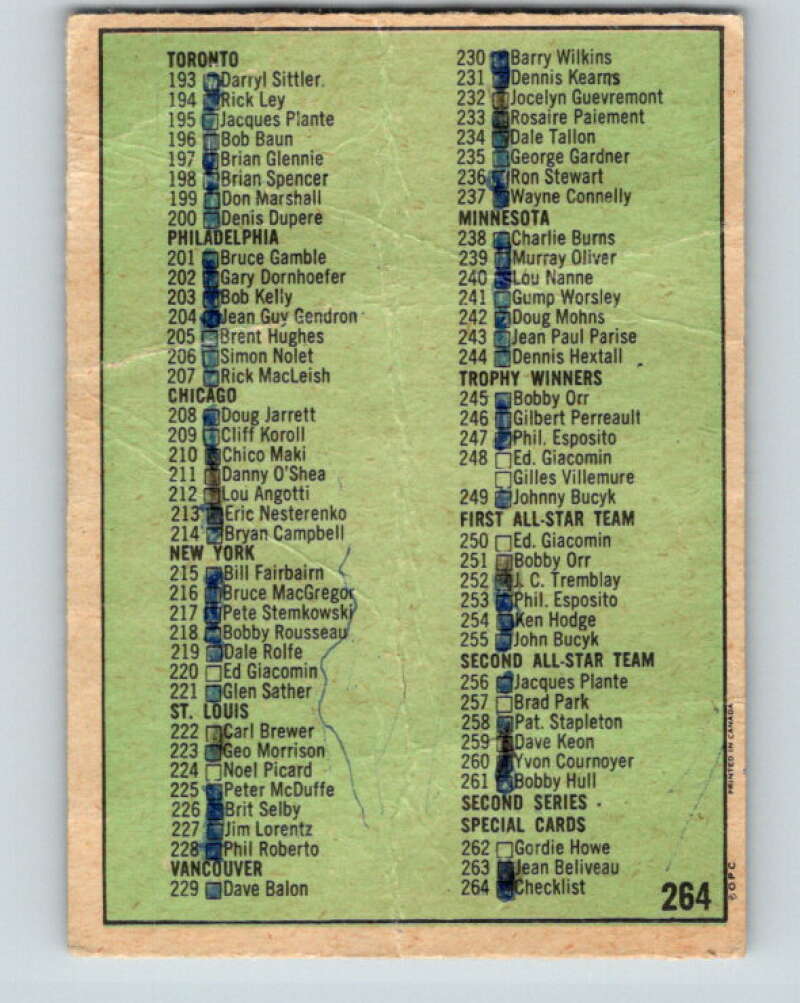 TORONTO
193 Darryl Sittler
194 Rick Ley
195 Jacques Plante
196 Bob Baun
197 Brian Glennie
198 Brian Spencer
199 Don Marshall
200 Denis Dupere
PHILADELPHIA
201 Bruce Gamble
202 Gary Dornhoefer
203 Bob Kelly
204 Jean Guy Gendron
205 Brent Hughes
206 Simon Nolet
207 Rick MacLeish
CHICAGO
208 Doug Jarrett
209 Cliff Koroll
210 Chico Maki
211 Danny O'Shea
212 Lou Angotti
213 Eric Nesterenko
214 Bryan Campbell
NEW YORK
215 Bill Fairbairn
216 Bruce MacGregor
217 Pete Stemkowski
218 Bobby Rousseau
219 Dale Rolfe
220 Ed Giacomin
221 Glen Sather
ST. LOUIS
222 Carl Brewer
223 Geo Morrison
224 Noel Picard
225 Peter McDuffe
226 Brit Selby
227 Jim Lorentz
228 Phil Roberto
VANCOUVER
229 Dave Balon
230 Barry Wilkins
231 Dennis Kearns
232 Jocelyn Guevremont
233 Rosaire Paiement
234 Dale Tallon
235 George Gardner
236 Ron Stewart
237 Wayne Connelly
MINNESOTA
238 Charlie Burns
239 Murray Oliver
240 Lou Nanne
241 Gump Worsley
242 Doug Mohns
243 Jean Paul Parise
244 Dennis Hextall
TROPHY WINNERS
245 Bobby Orr
246 Gilbert Perreault
247 Phil. Esposito
248 Ed. Giacomin
Gilles Villemure
249 Johnny Bucyk
FIRST ALL-STAR TEAM
250 Ed. Giacomin
251 Bobby Orr
252 J. C. Tremblay
253 Phil. Esposito
254 Ken Hodge
255 John Bucyk
SECOND ALL-STAR TEAM
256 Jacques Plante
257 Brad Park
258 Pat. Stapleton
259 Dave Keon
260 Yvon Cournoyer
261 Bobby Hull
SECOND SERIES
SPECIAL CARDS
262 Gordie Howe
263 Jean Beliveau
264 Checklist
264
© O.P.C. PRINTED IN CANADA